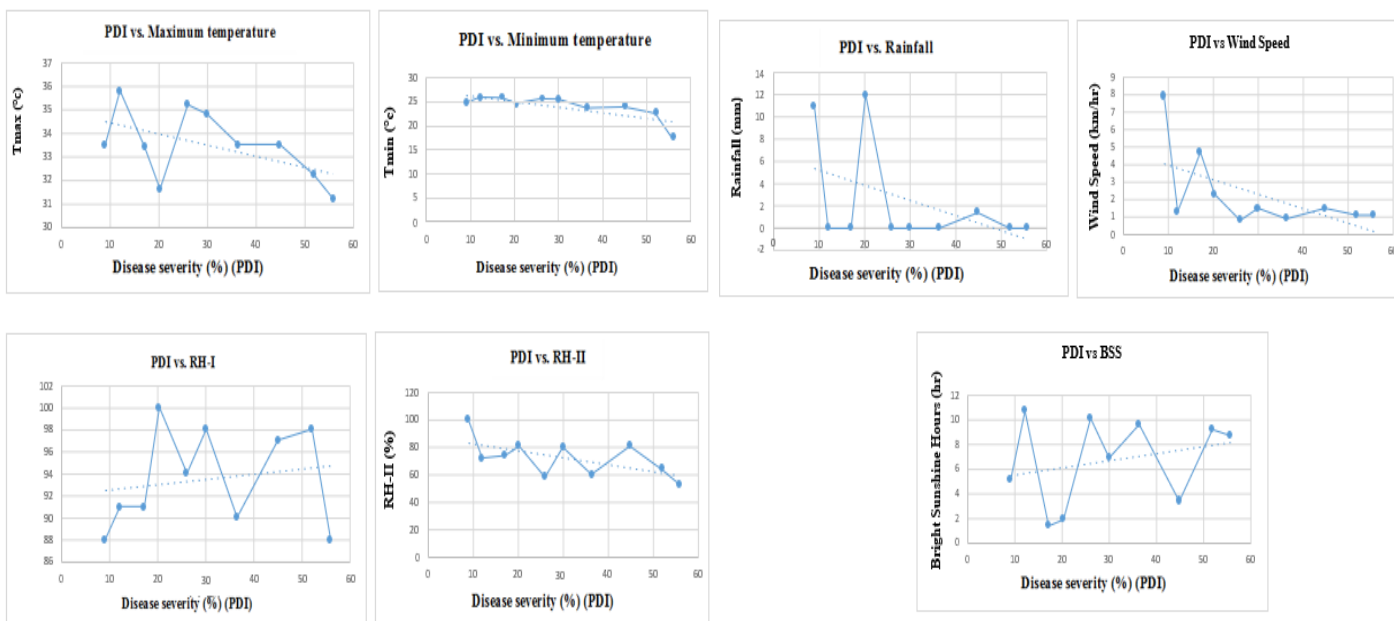 PDI vs. Maximum temperature
Tmax (°c)
37
36
35
34
33
32
31
30
0 10 20 30 40 50 60
Disease severity (%) (PDI)
PDI vs. Minimum temperature
Tmin (°c)
30
25
20
15
10
5
0
0 10 20 30 40 50 60
Disease severity (%) (PDI)
PDI vs. Rainfall
Rainfall (mm)
14
12
10
8
6
4
2
0
-2
0 10 20 30 40 50 60
Disease severity (%) (PDI)
PDI vs Wind Speed
Wind Speed (km/hr)
9
8
7
6
5
4
3
2
1
0
0 10 20 30 40 50 60
Disease severity (%) (PDI)
PDI vs. RH-I
102
100
98
96
94
92
90
88
86
0 10 20 30 40 50 60
Disease severity (%) (PDI)
PDI vs. RH-II
RH-II (%)
120
100
80
60
40
20
0
0 10 20 30 40 50 60
Disease severity (%) (PDI)
PDI vs BSS
Bright Sunshine Hours (hr)
12
10
8
6
4
2
0
0 10 20 30 40 50 60
Disease severity (%) (PDI)